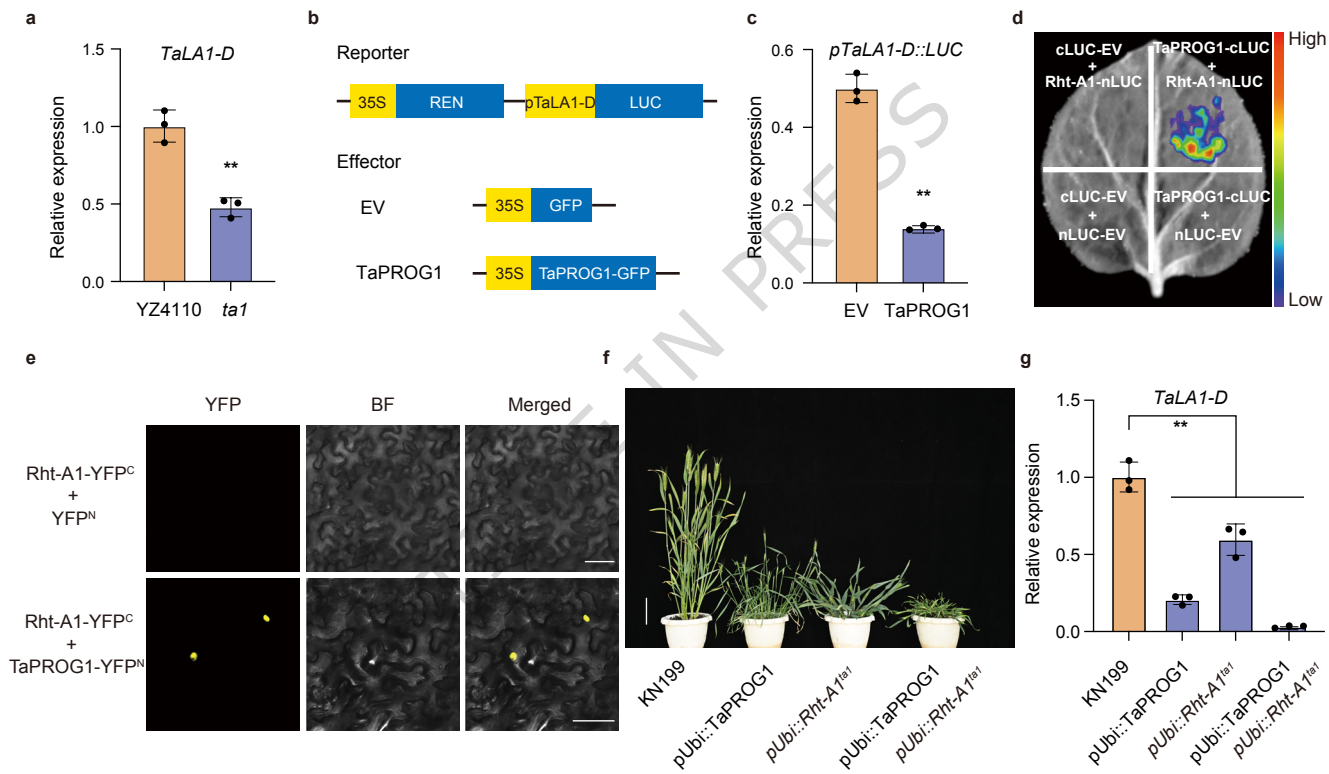 a
TaLA1-D
Relative expression
1.5
1.0
0.5
0.0
**
YZ4110
ta1
b
Reporter
35S
REN
pTaLA1-D
LUC
Effector
EV
35S
GFP
TaPROG1
35S
TaPROG1-GFP
c
pTaLA1-D::LUC
Relative expression
0.6
0.4
0.2
0.0
**
EV
TaPROG1
d
cLUC-EV
+
Rht-A1-nLUC
TaPROG1-cLUC
+
Rht-A1-nLUC
cLUC-EV
+
nLUC-EV
TaPROG1-cLUC
+
nLUC-EV
High
Low
e
YFP
BF
Merged
Rht-A1-YFPᶜ
+
YFPᴺ
Rht-A1-YFPᶜ
+
TaPROG1-YFPᴺ
f
KN199
pUbi::TaPROG1
pUbi::Rht-A1ᵗᵃ¹
pUbi::TaPROG1
pUbi::Rht-A1ᵗᵃ¹
g
TaLA1-D
Relative expression
1.5
1.0
0.5
0.0
**
KN199
pUbi::TaPROG1
pUbi::Rht-A1ᵗᵃ¹
pUbi::TaPROG1
pUbi::Rht-A1ᵗᵃ¹
IN PRESS